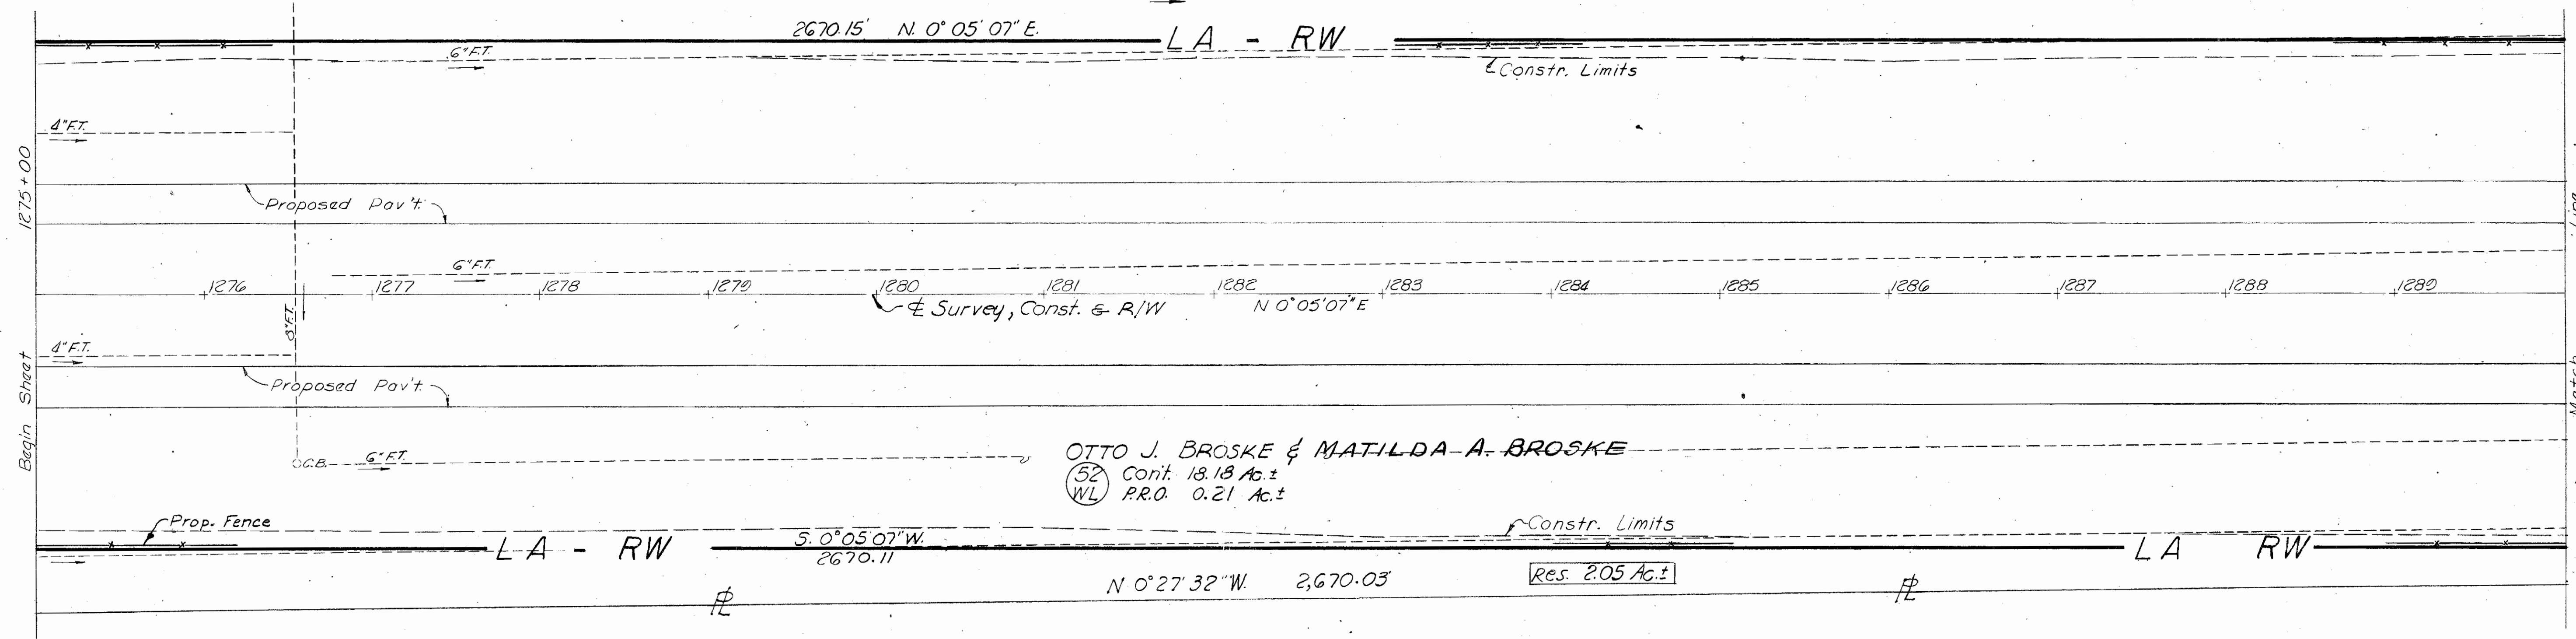 2670.15' N. 0° 05' 07" E.
LA - RW
6" F.T.
Constr. Limits
4" F.T.
1275+00
Proposed Pav't.
6" F.T.
1276 1277 1278 1279 1280 1281 1282 1283 1284 1285 1286 1287 1288 1289
℄ Survey, Const. & R/W N 0° 05' 07" E
8" F.T.
4" F.T.
Begin Sheet
Match Line
Proposed Pav't.
OTTO J. BROSKE & MATILDA A. BROSKE
C.B. 6" F.T.
52 Cont. 18.18 Ac.±
WL P.R.O. 0.21 Ac.±
Prop. Fence
Constr. Limits
LA - RW
S. 0° 05' 07" W.
2670.11
LA RW
N 0° 27' 32" W. 2,670.03'
Res. 2.05 Ac.±
PL
PL